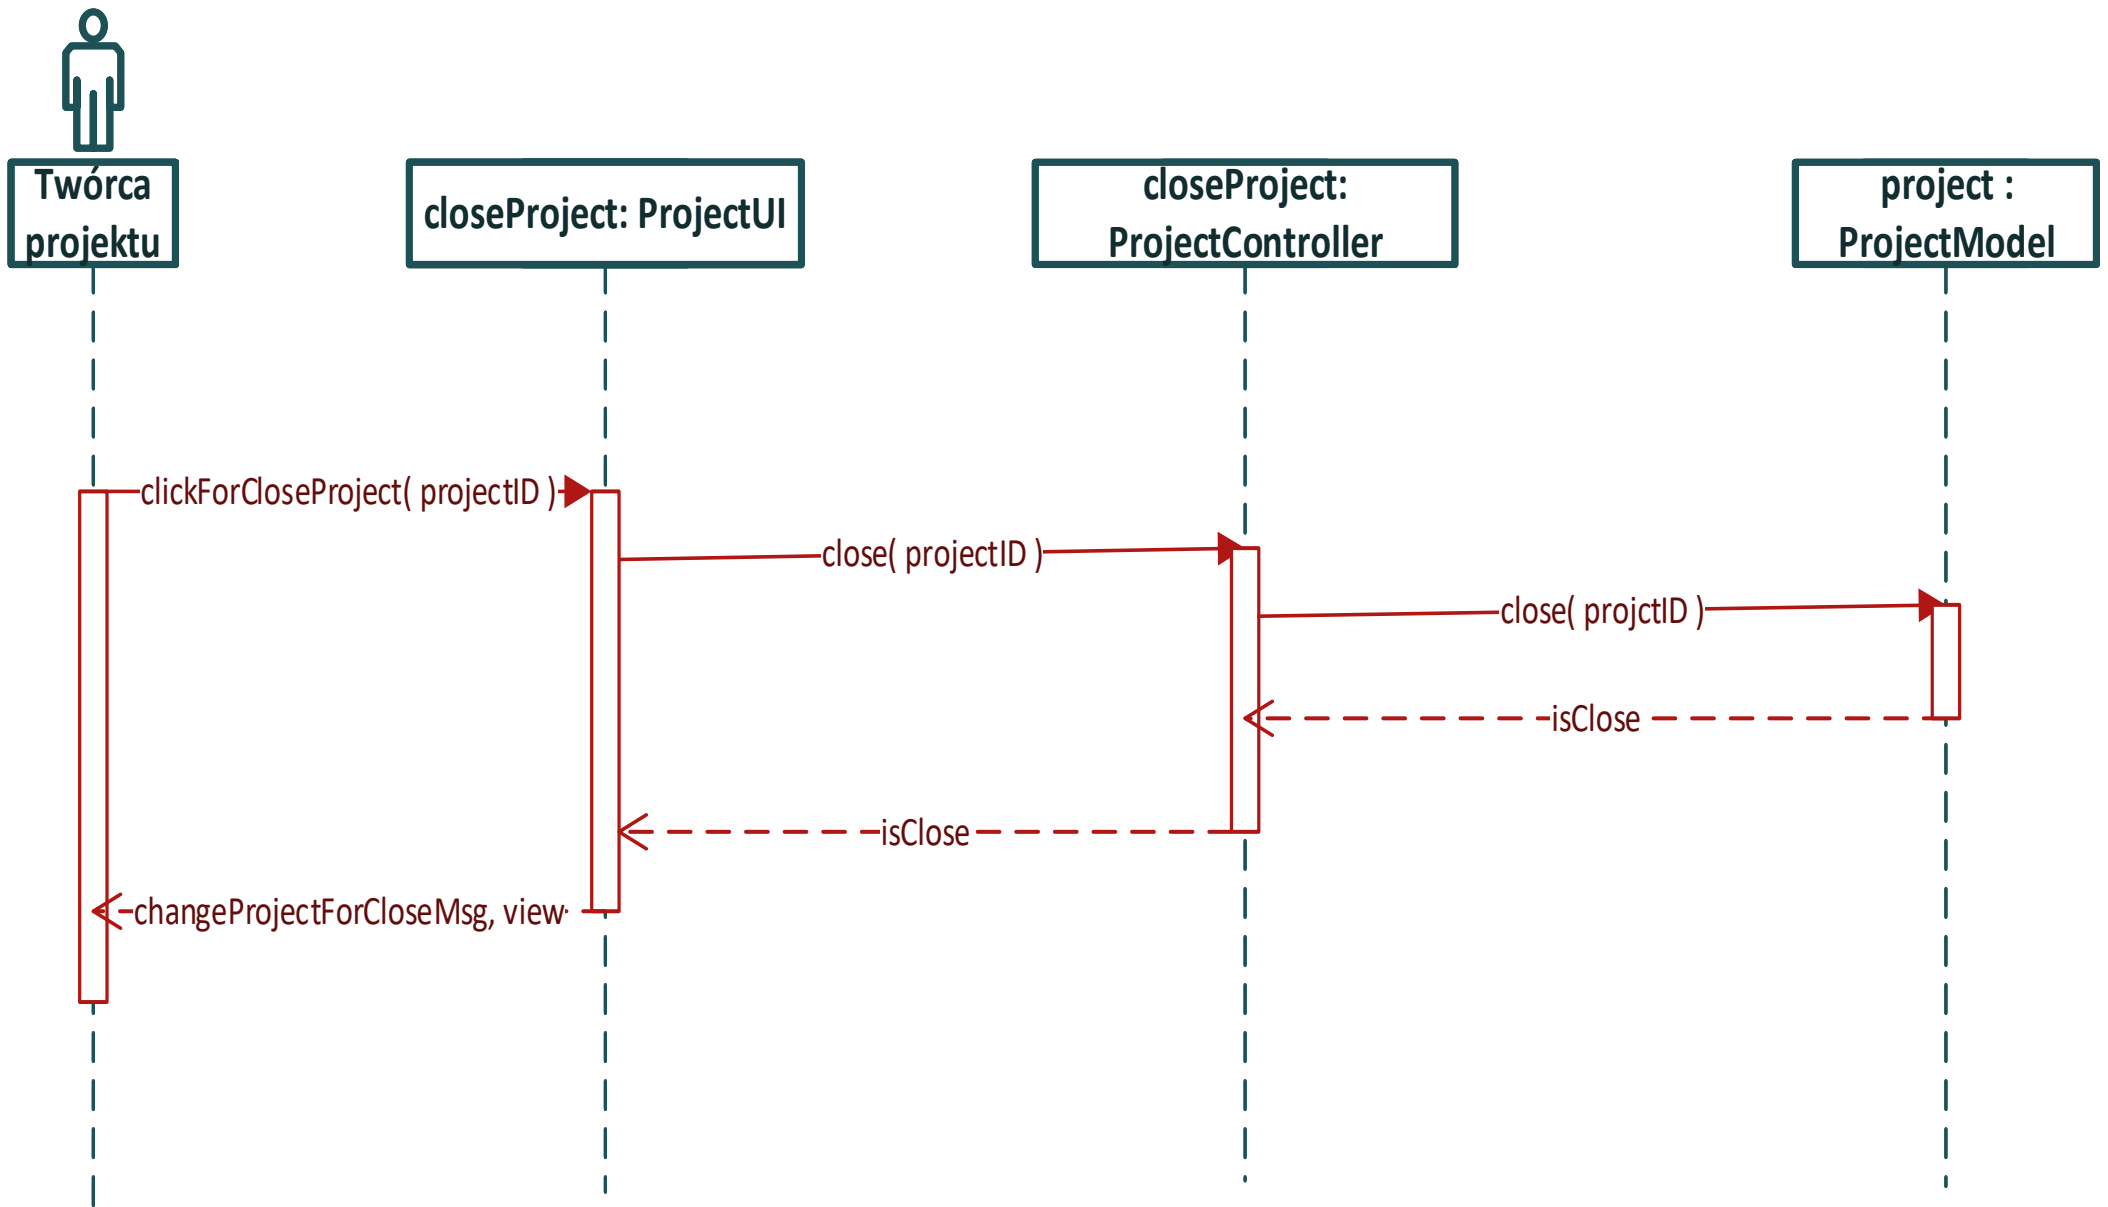 Twórca
projektu
closeProject: ProjectUI
closeProject:
ProjectController
project :
ProjectModel
clickForCloseProject( projectID )
close( projectID )
close( projctID )
isClose
isClose
changeProjectForCloseMsg, view